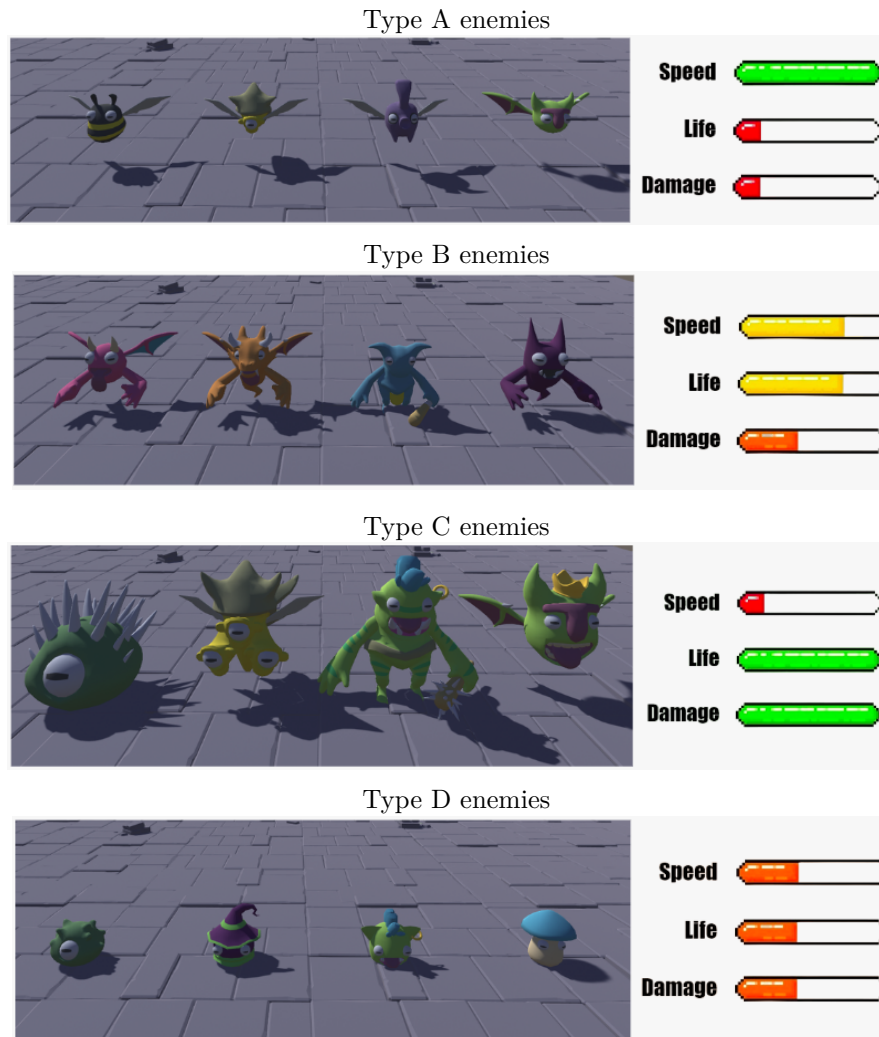 Type A enemies
Speed
Life
Damage
Type B enemies
Speed
Life
Damage
Type C enemies
Speed
Life
Damage
Type D enemies
Speed
Life
Damage